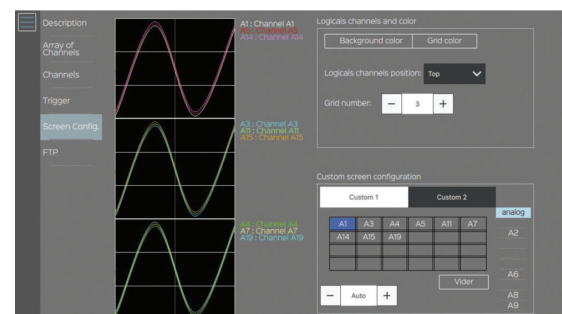 Description
Array of
Channels
Channels
Trigger
Screen Config.
FTP
A1 : Channel A1
A5 : Channel A5
A14 : Channel A14
A3 : Channel A3
A11 : Channel A11
A15 : Channel A15
A4 : Channel A4
A7 : Channel A7
A19 : Channel A19
Logicals channels and color
Background color Grid color
Logicals channels position: Top
Grid number: − 3 +
Custom screen configuration
Custom 1 Custom 2
analog
A1 A3 A4 A5 A11 A7
A14 A15 A19
A2
A6
A8
A9
Vider
− Auto +